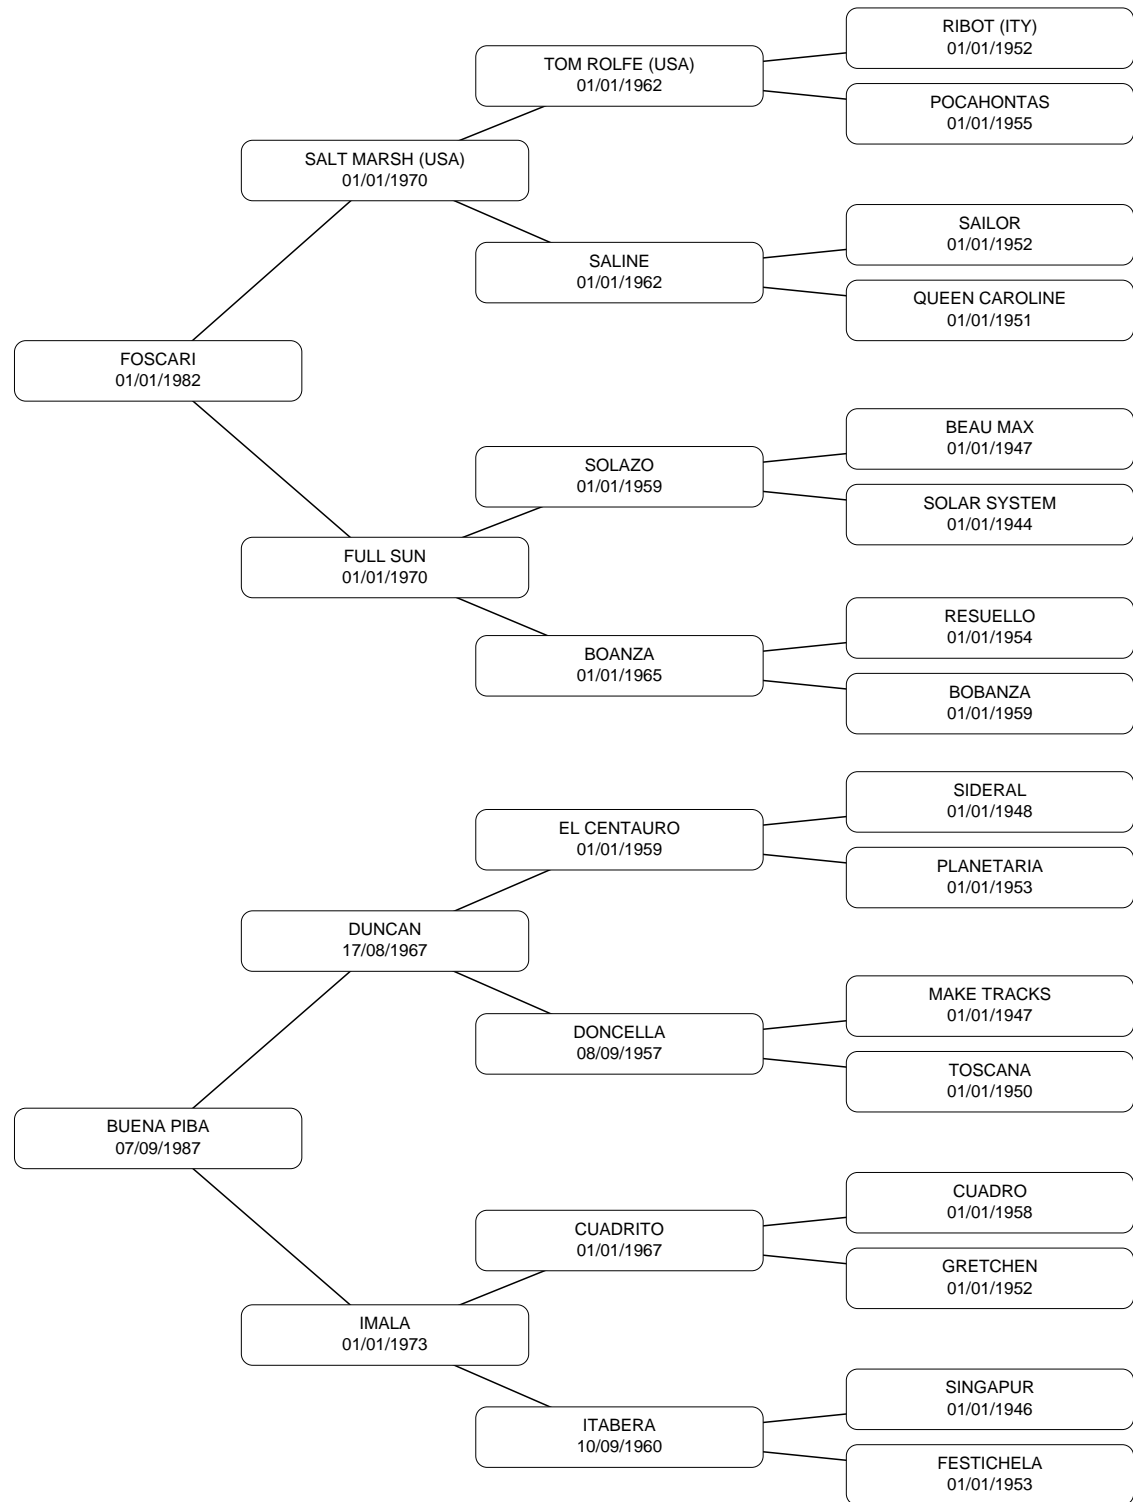 RIBOT (ITY)
01/01/1952
TOM ROLFE (USA)
01/01/1962
POCAHONTAS
01/01/1955
SALT MARSH (USA)
01/01/1970
SAILOR
01/01/1952
SALINE
01/01/1962
QUEEN CAROLINE
01/01/1951
FOSCARI
01/01/1982
BEAU MAX
01/01/1947
SOLAZO
01/01/1959
SOLAR SYSTEM
01/01/1944
FULL SUN
01/01/1970
RESUELLO
01/01/1954
BOANZA
01/01/1965
BOBANZA
01/01/1959
SIDERAL
01/01/1948
EL CENTAURO
01/01/1959
PLANETARIA
01/01/1953
DUNCAN
17/08/1967
MAKE TRACKS
01/01/1947
DONCELLA
08/09/1957
TOSCANA
01/01/1950
BUENA PIBA
07/09/1987
CUADRO
01/01/1958
CUADRITO
01/01/1967
GRETCHEN
01/01/1952
IMALA
01/01/1973
SINGAPUR
01/01/1946
ITABERA
10/09/1960
FESTICHELA
01/01/1953